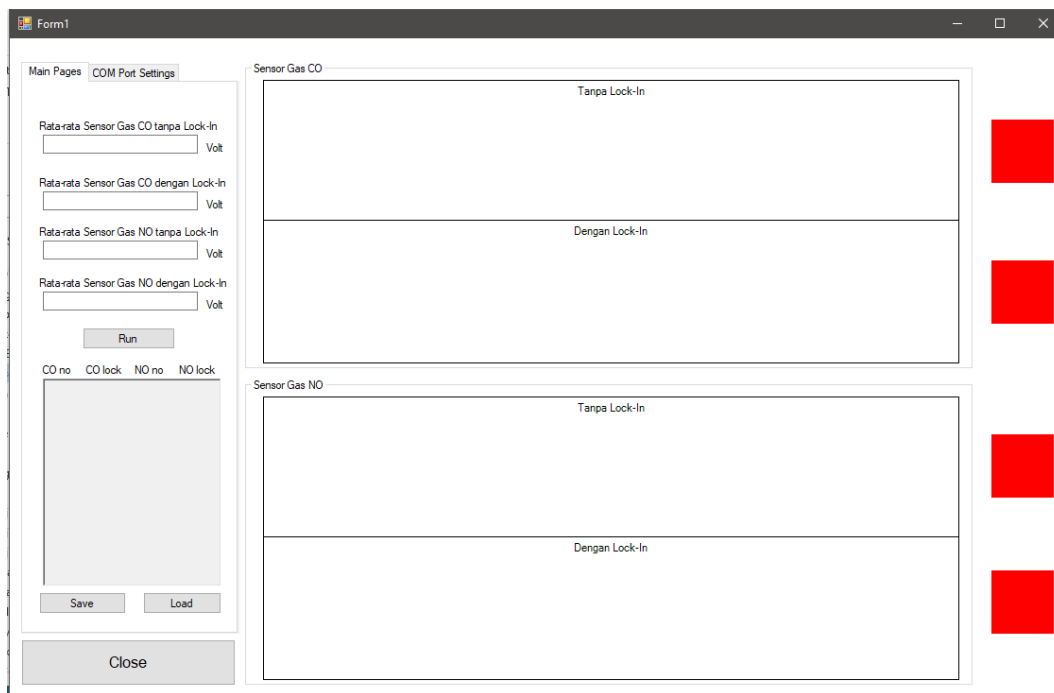 Form1
Main Pages
COM Port Settings
Rata-rata Sensor Gas CO tanpa Lock-In
Volt
Rata-rata Sensor Gas CO dengan Lock-In
Volt
Rata-rata Sensor Gas NO tanpa Lock-In
Volt
Rata-rata Sensor Gas NO dengan Lock-In
Volt
Run
CO no CO lock NO no NO lock
Save
Load
Close
Sensor Gas CO
Tanpa Lock-In
Dengan Lock-In
Sensor Gas NO
Tanpa Lock-In
Dengan Lock-In